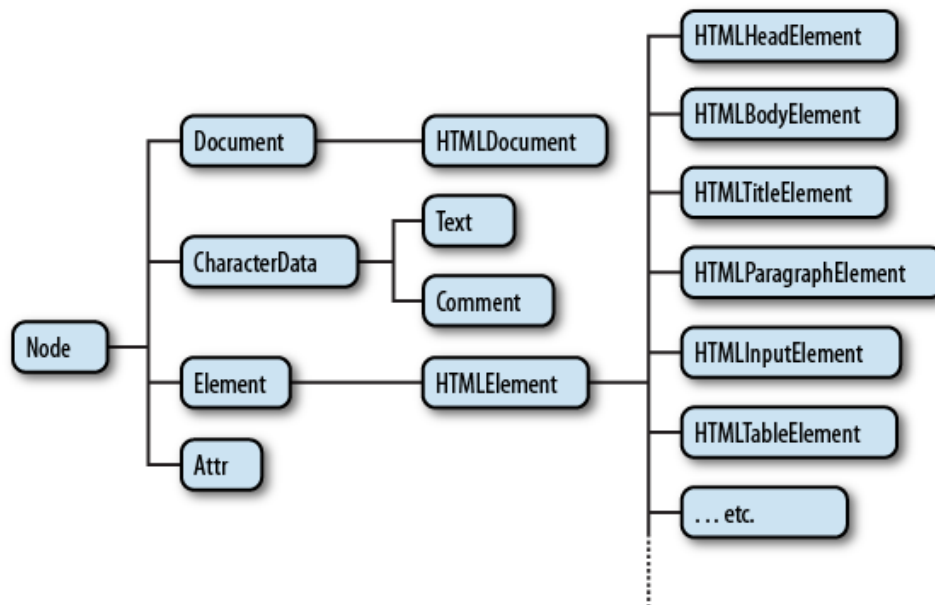 HTMLHeadElement
HTMLBodyElement
Document
HTMLDocument
HTMLTitleElement
Text
CharacterData
HTMLParagraphElement
Comment
Node
HTMLInputElement
Element
HTMLElement
HTMLTableElement
Attr
. . . etc.